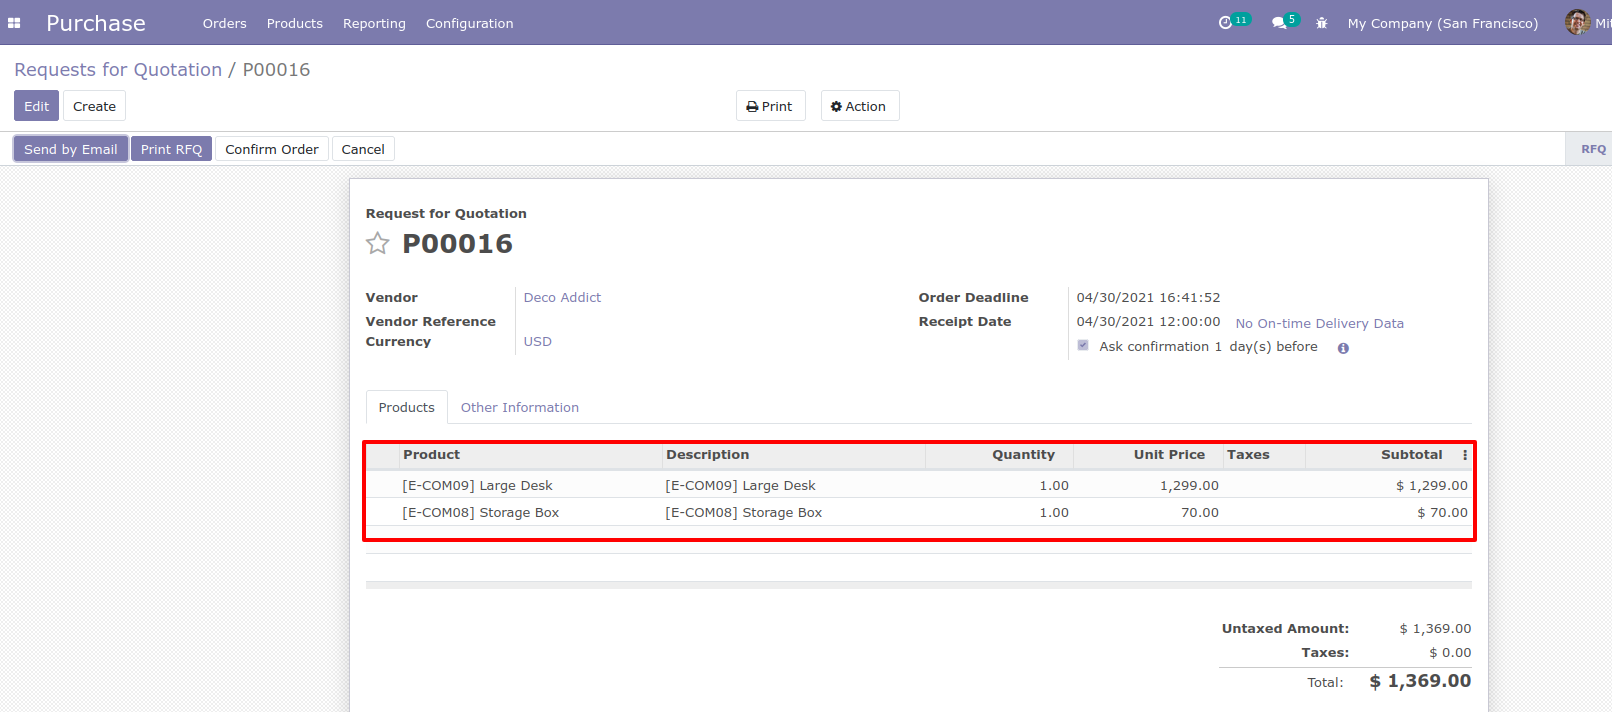 Purchase Orders Products Reporting Configuration 11 5 My Company (San Francisco)
Requests for Quotation / P00016
Edit Create Print Action
Send by Email Print RFQ Confirm Order Cancel RFQ
Request for Quotation
P00016
Vendor Deco Addict Order Deadline 04/30/2021 16:41:52
Vendor Reference Receipt Date 04/30/2021 12:00:00 No On-time Delivery Data
Currency USD Ask confirmation 1 day(s) before
Products Other Information
Product Description Quantity Unit Price Taxes Subtotal
[E-COM09] Large Desk [E-COM09] Large Desk 1.00 1,299.00 $ 1,299.00
[E-COM08] Storage Box [E-COM08] Storage Box 1.00 70.00 $ 70.00
Untaxed Amount: $ 1,369.00
Taxes: $ 0.00
Total: $ 1,369.00